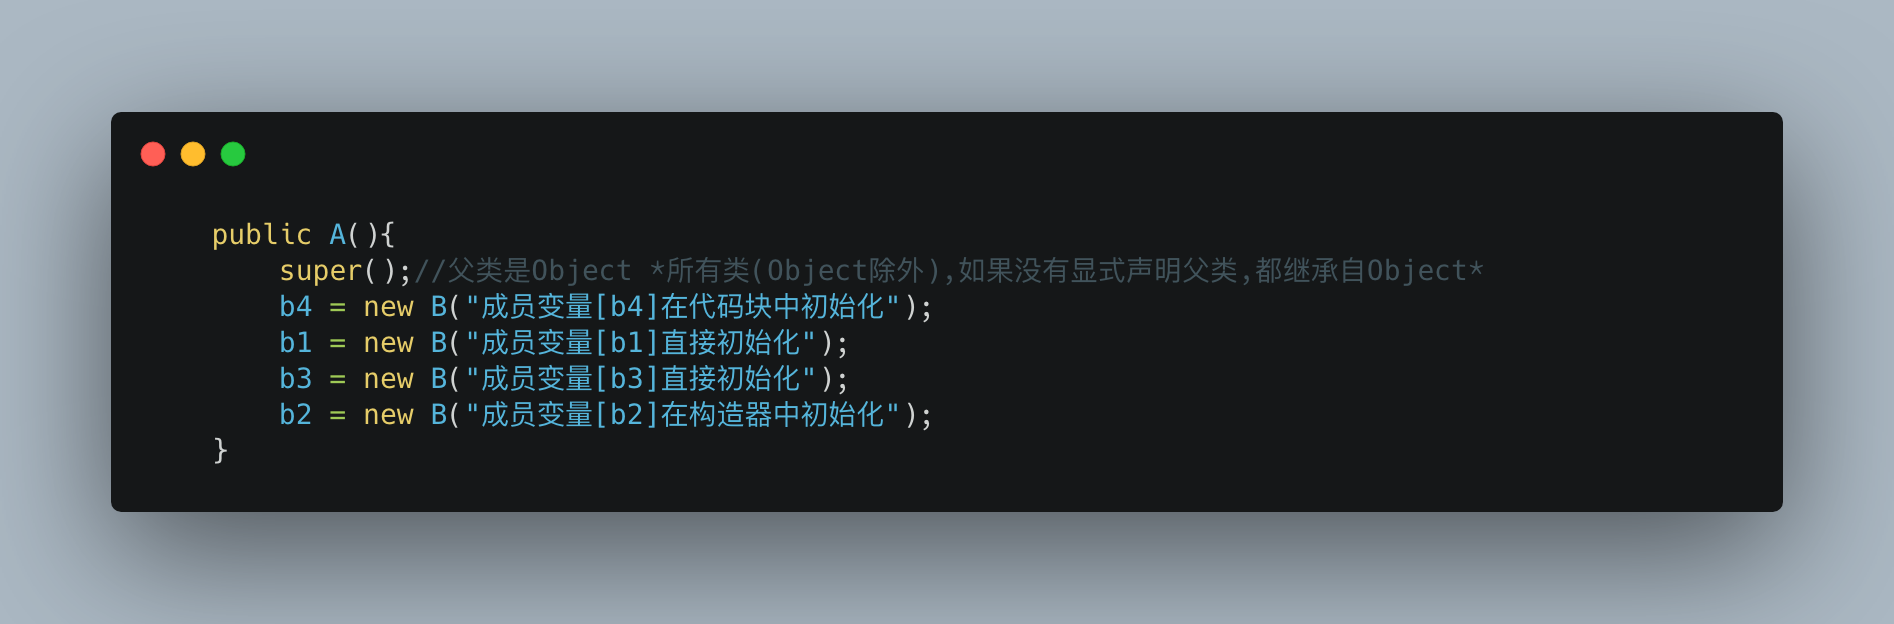 public A(){
super();//父类是Object *所有类(Object除外),如果没有显式声明父类,都继承自Object*
b4 = new B("成员变量[b4]在代码块中初始化");
b1 = new B("成员变量[b1]直接初始化");
b3 = new B("成员变量[b3]直接初始化");
b2 = new B("成员变量[b2]在构造器中初始化");
}